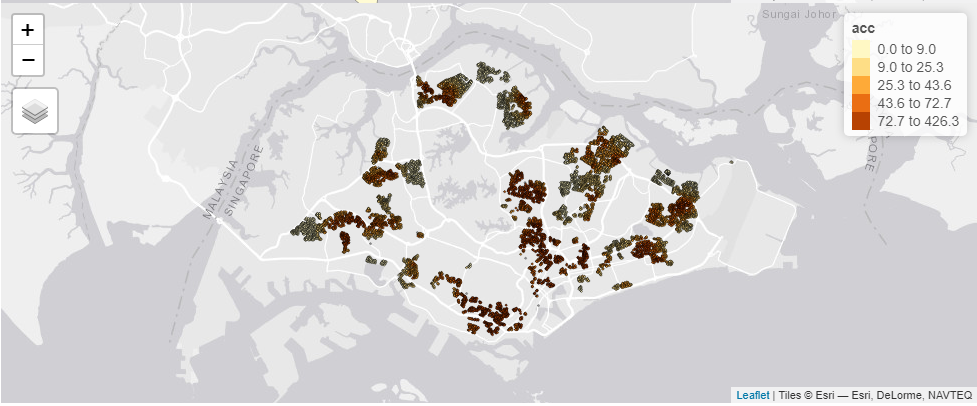 +
−
Sungai Johor
acc
0.0 to 9.0
9.0 to 25.3
25.3 to 43.6
43.6 to 72.7
72.7 to 426.3
MALAYSIA
SINGAPORE
PORE
Leaflet | Tiles © Esri — Esri, DeLorme, NAVTEQ